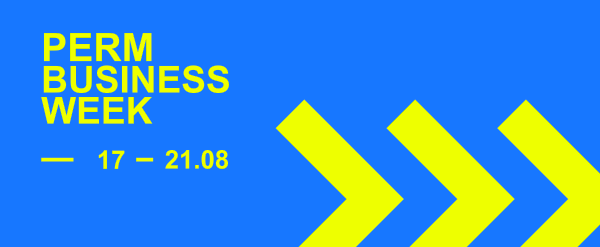 PERM
BUSINESS
WEEK
— 17 – 21.08